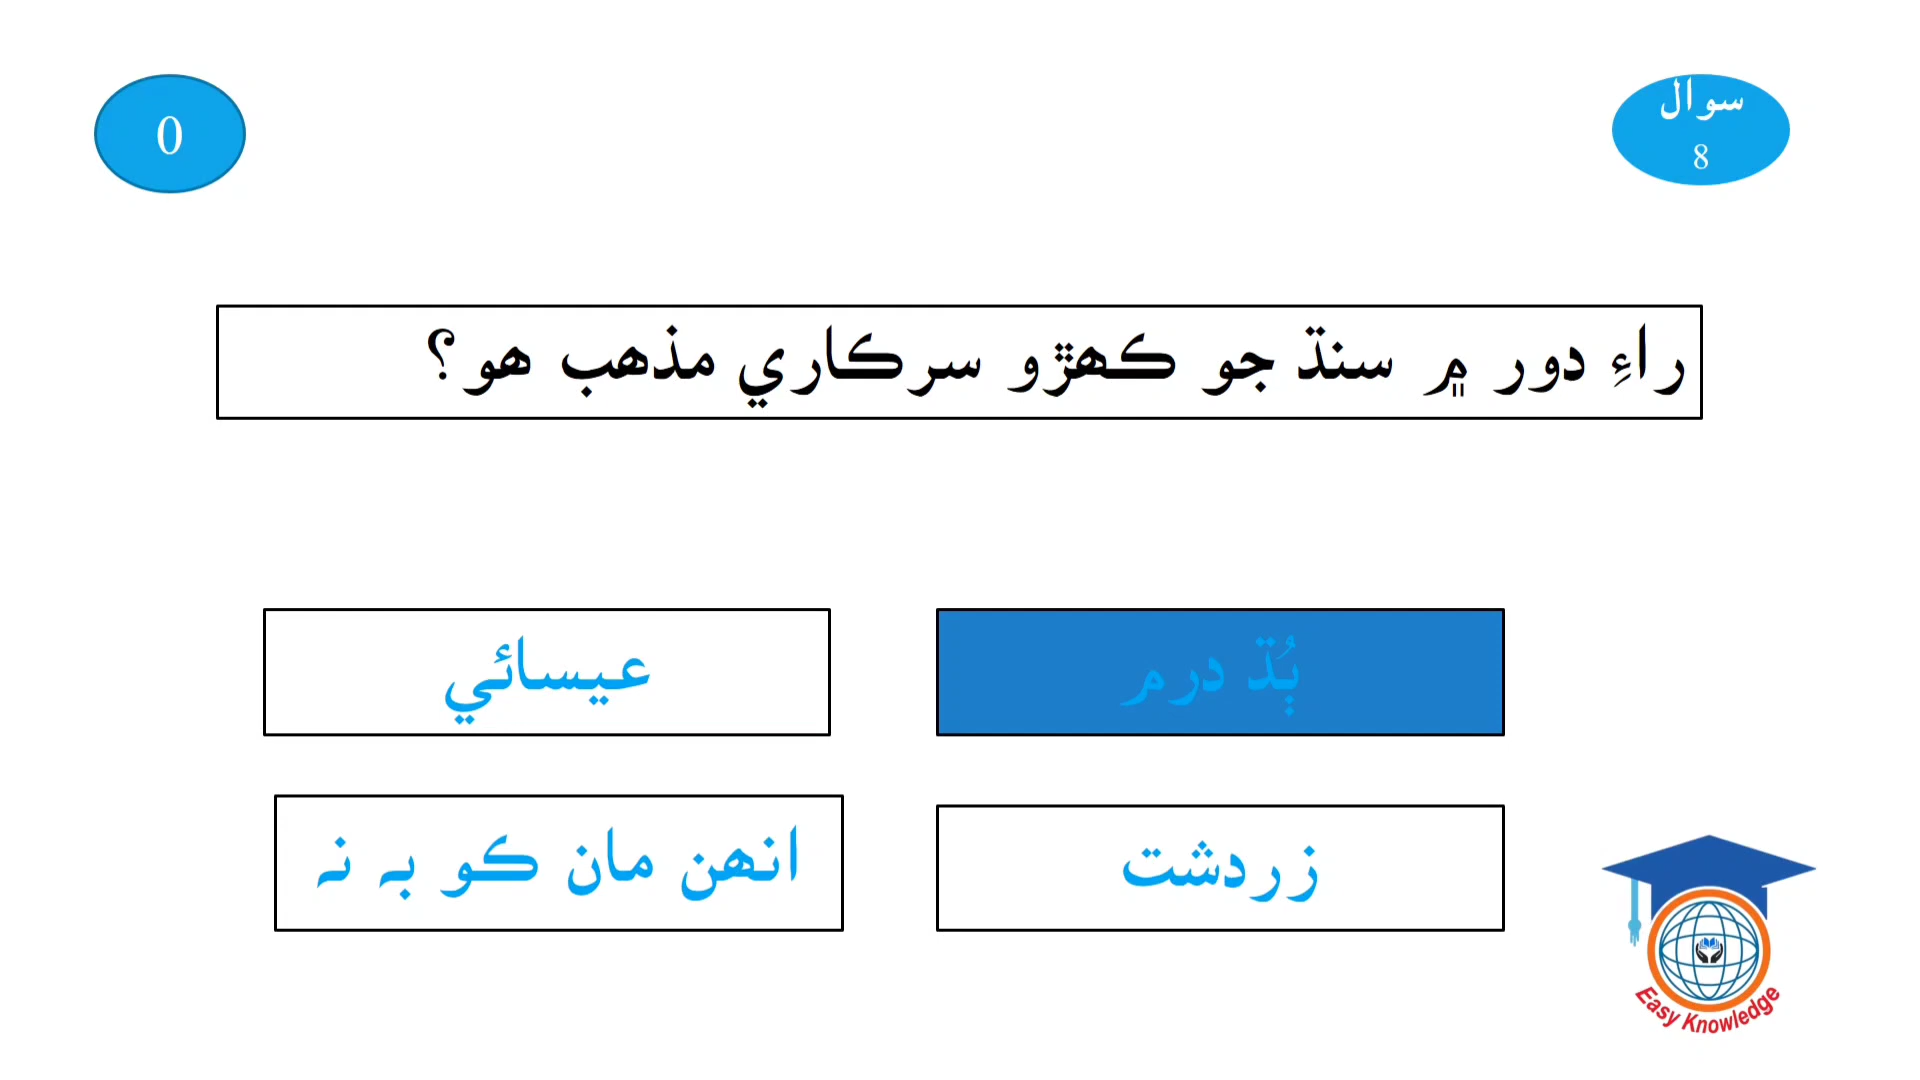 سوال
8
0
راءِ دور ۾ سنڌ جو ڪهڙو سرڪاري مذهب هو؟
ٻُڌ ڌرم
عيسائي
زردشت
انهن مان ڪو به نه
Easy Knowledge